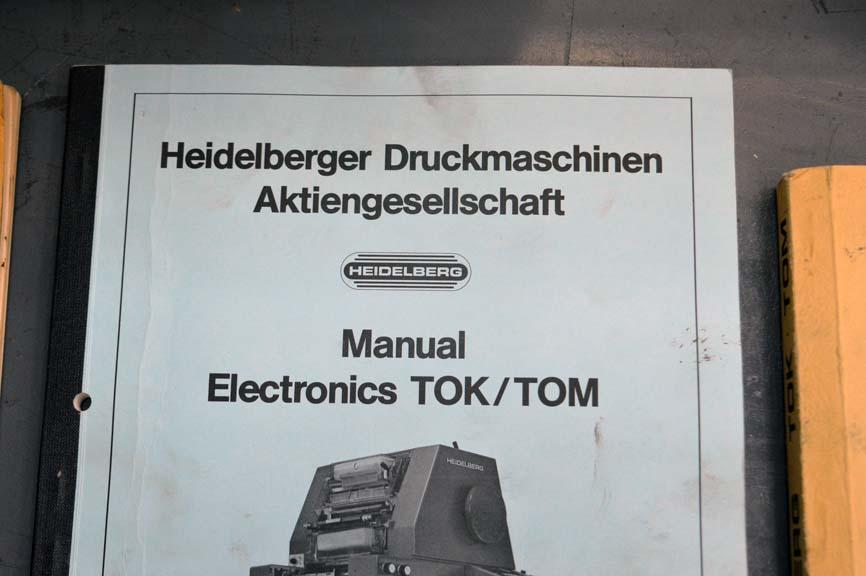 Heidelberger Druckmaschinen
Aktiengesellschaft
HEIDELBERG
Manual
Electronics TOK/TOM
HEIDELBERG
TOK TOM